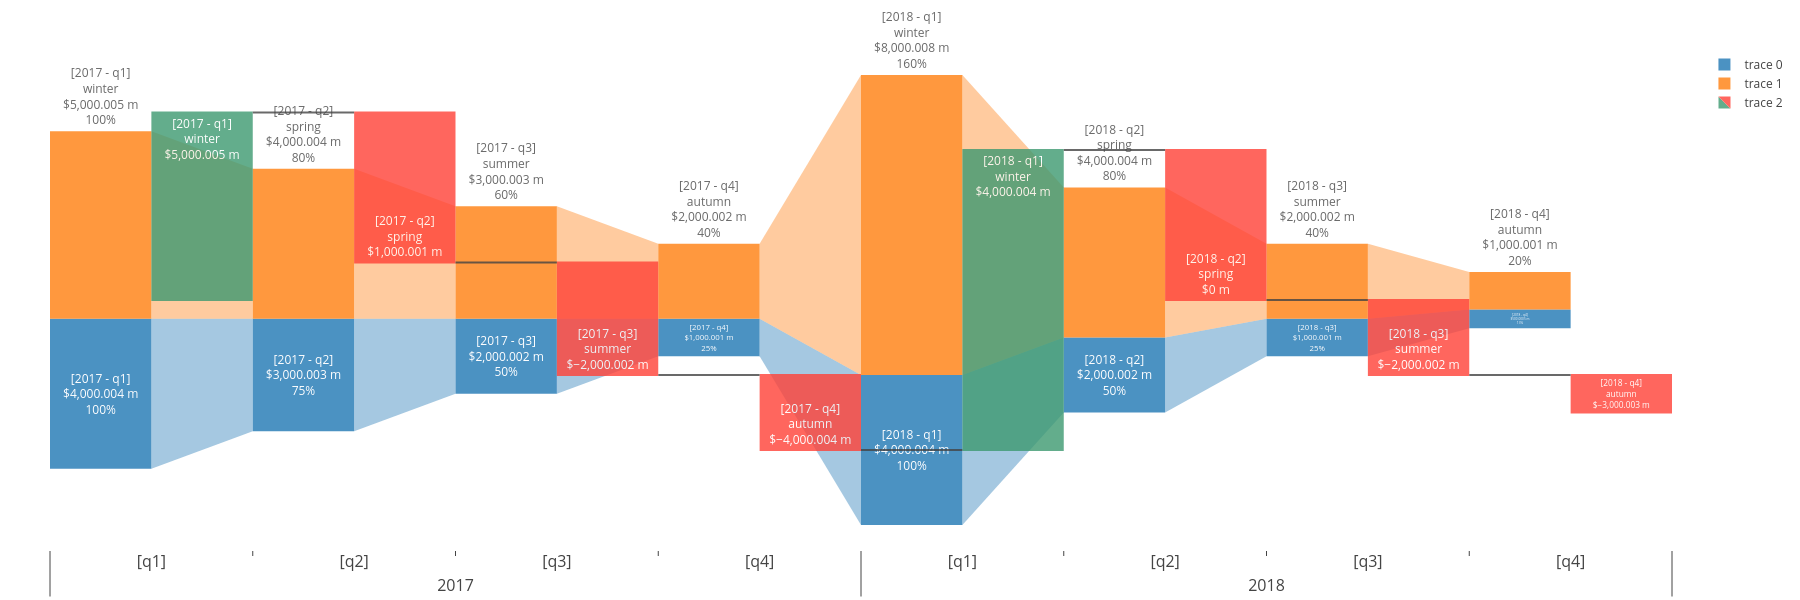 [2018 - q1]
winter
$8,000.008 m
160%
trace 0
trace 1
trace 2
[2017 - q1]
winter
$5,000.005 m
100%
[2017 - q1]
winter
$5,000.005 m
[2017 - q2]
spring
$4,000.004 m
80%
[2017 - q2]
spring
$1,000.001 m
[2017 - q3]
summer
$3,000.003 m
60%
[2017 - q4]
autumn
$2,000.002 m
40%
[2018 - q1]
winter
$4,000.004 m
[2018 - q2]
spring
$4,000.004 m
80%
[2018 - q2]
spring
$0 m
[2018 - q3]
summer
$2,000.002 m
40%
[2018 - q4]
autumn
$1,000.001 m
20%
[2017 - q1]
$4,000.004 m
100%
[2017 - q2]
$3,000.003 m
75%
[2017 - q3]
$2,000.002 m
50%
[2017 - q3]
summer
$−2,000.002 m
[2017 - q4]
$1,000.001 m
25%
[2017 - q4]
autumn
$−4,000.004 m
[2018 - q1]
$4,000.004 m
100%
[2018 - q2]
$2,000.002 m
50%
[2018 - q3]
$1,000.001 m
25%
[2018 - q3]
summer
$−2,000.002 m
[2018 - q4]
autumn
$−3,000.003 m
[q1]
[q2]
[q3]
[q4]
[q1]
[q2]
[q3]
[q4]
2017
2018